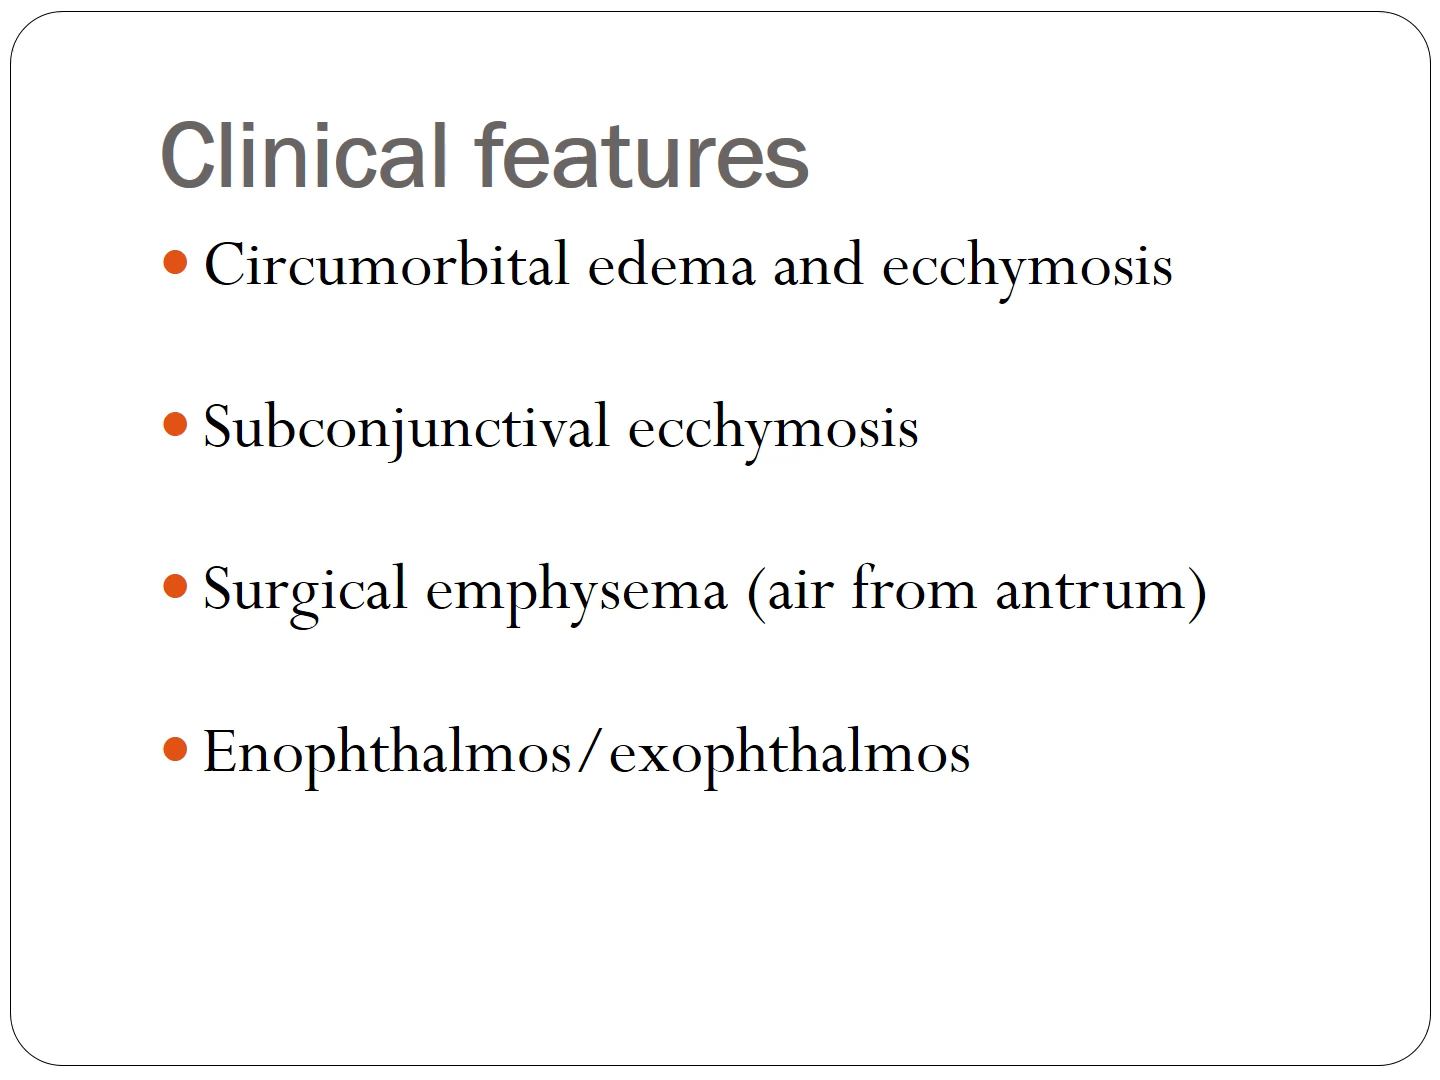 Clinical features
• Circumorbital edema and ecchymosis
• Subconjunctival ecchymosis
• Surgical emphysema (air from antrum)
• Enophthalmos/exophthalmos